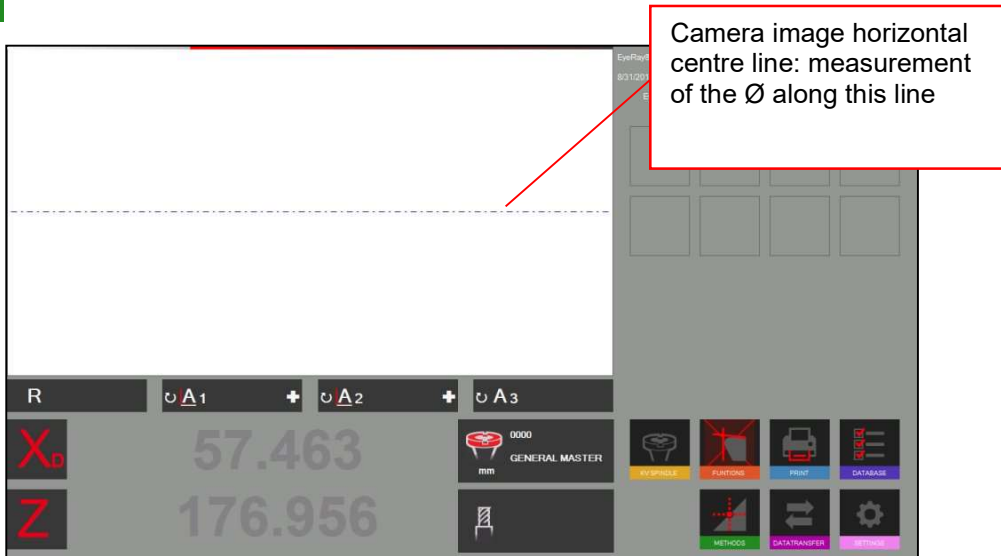 Camera image horizontal
centre line: measurement
of the Ø along this line
EyeRay
8/31/201
R
A1
A2
A3
XD
57.463
0000
GENERAL MASTER
mm
Z
176.956
KV SPINDLE
FUNTIONS
PRINT
DATABASE
METHODS
DATATRANSFER
SETTINGS